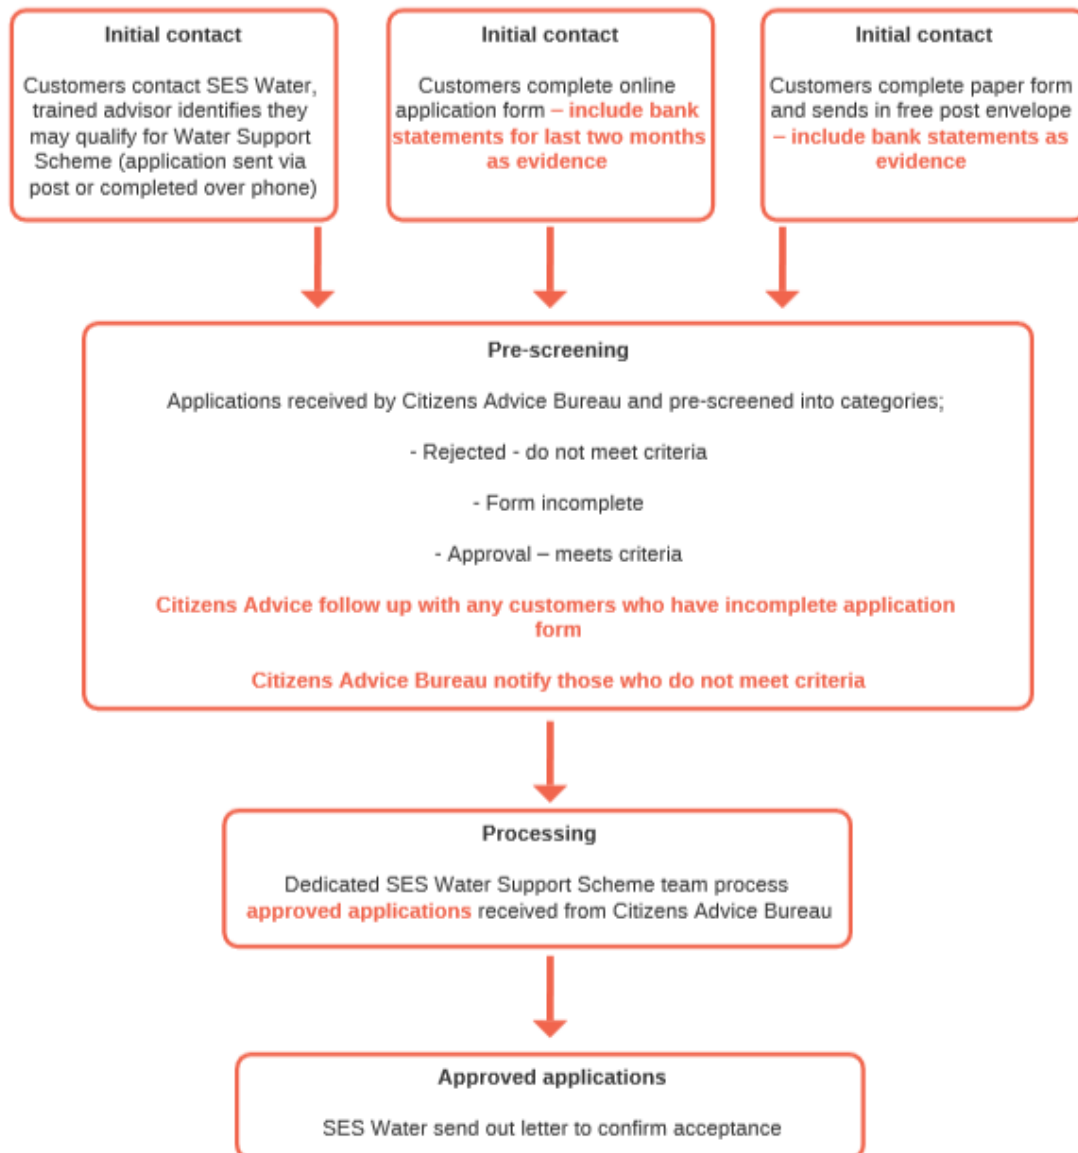 Initial contact
Customers contact SES Water,
trained advisor identifies they
may qualify for Water Support
Scheme (application sent via
post or completed over phone)
Initial contact
Customers complete online
application form – include bank
statements for last two months
as evidence
Initial contact
Customers complete paper form
and sends in free post envelope
– include bank statements as
evidence
Pre-screening
Applications received by Citizens Advice Bureau and pre-screened into categories;
- Rejected - do not meet criteria
- Form incomplete
- Approval – meets criteria
Citizens Advice follow up with any customers who have incomplete application
form
Citizens Advice Bureau notify those who do not meet criteria
Processing
Dedicated SES Water Support Scheme team process
approved applications received from Citizens Advice Bureau
Approved applications
SES Water send out letter to confirm acceptance